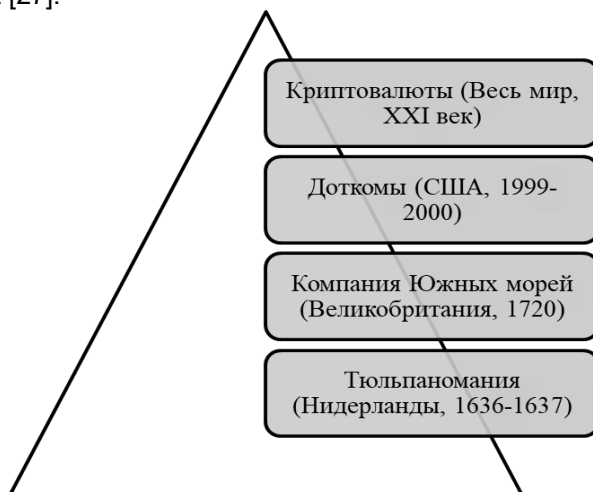 [27].
Криптовалюты (Весь мир,
XXI век)
Доткомы (США, 1999-
2000)
Компания Южных морей
(Великобритания, 1720)
Тюльпаномания
(Нидерланды, 1636-1637)